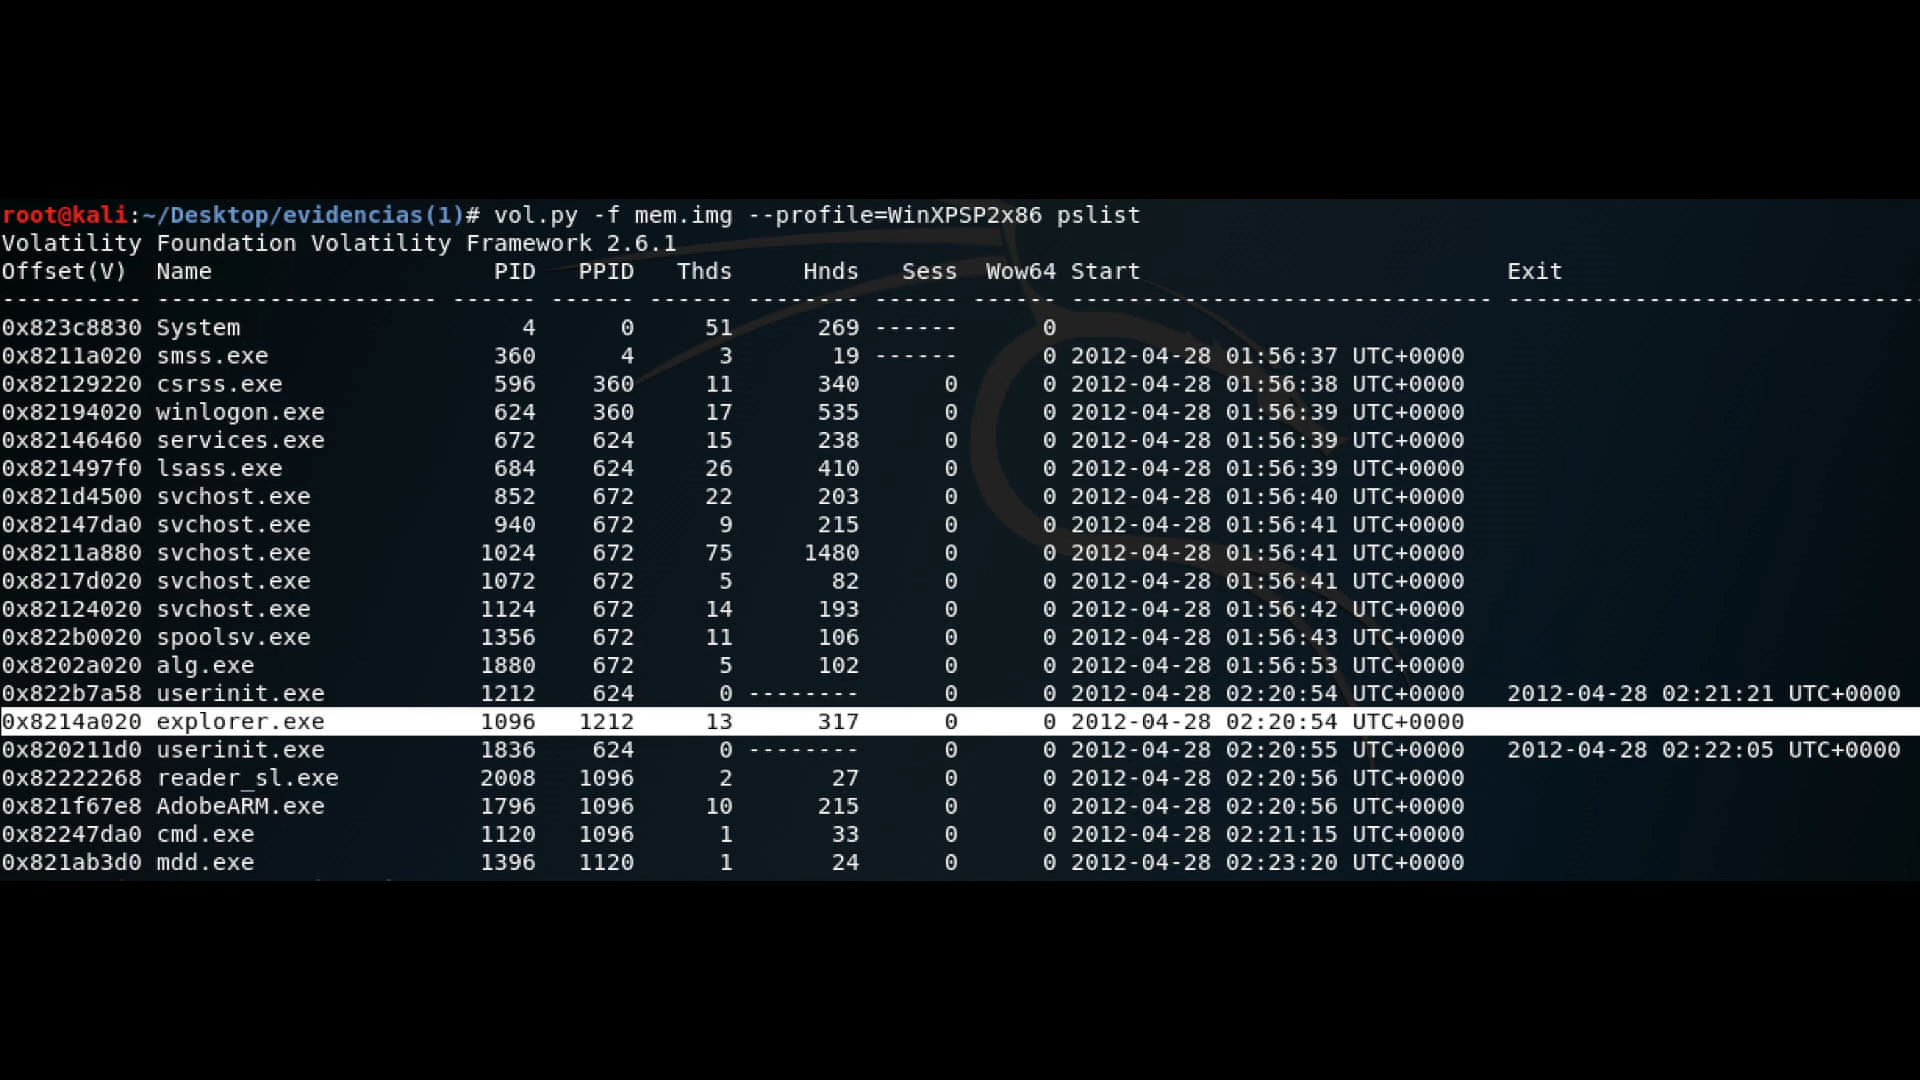 root@kali:~/Desktop/evidencias(1)# vol.py -f mem.img --profile=WinXPSP2x86 pslist
Volatility Foundation Volatility Framework 2.6.1
Offset(V)  Name                    PID   PPID   Thds     Hnds   Sess  Wow64 Start                          Exit
---------- -------------------- ------ ------ ------ -------- ------ ------ ------------------------------ -----------------------------
0x823c8830 System                    4      0     51      269 ------      0
0x8211a020 smss.exe                360      4      3       19 ------      0 2012-04-28 01:56:37 UTC+0000
0x82129220 csrss.exe               596    360     11      340      0      0 2012-04-28 01:56:38 UTC+0000
0x82194020 winlogon.exe            624    360     17      535      0      0 2012-04-28 01:56:39 UTC+0000
0x82146460 services.exe            672    624     15      238      0      0 2012-04-28 01:56:39 UTC+0000
0x821497f0 lsass.exe               684    624     26      410      0      0 2012-04-28 01:56:39 UTC+0000
0x821d4500 svchost.exe             852    672     22      203      0      0 2012-04-28 01:56:40 UTC+0000
0x82147da0 svchost.exe             940    672      9      215      0      0 2012-04-28 01:56:41 UTC+0000
0x8211a880 svchost.exe            1024    672     75     1480      0      0 2012-04-28 01:56:41 UTC+0000
0x8217d020 svchost.exe            1072    672      5       82      0      0 2012-04-28 01:56:41 UTC+0000
0x82124020 svchost.exe            1124    672     14      193      0      0 2012-04-28 01:56:42 UTC+0000
0x822b0020 spoolsv.exe            1356    672     11      106      0      0 2012-04-28 01:56:43 UTC+0000
0x8202a020 alg.exe                1880    672      5      102      0      0 2012-04-28 01:56:53 UTC+0000
0x822b7a58 userinit.exe           1212    624      0 --------      0      0 2012-04-28 02:20:54 UTC+0000   2012-04-28 02:21:21 UTC+0000
0x8214a020 explorer.exe           1096   1212     13      317      0      0 2012-04-28 02:20:54 UTC+0000
0x820211d0 userinit.exe           1836    624      0 --------      0      0 2012-04-28 02:20:55 UTC+0000   2012-04-28 02:22:05 UTC+0000
0x82222268 reader_sl.exe          2008   1096      2       27      0      0 2012-04-28 02:20:56 UTC+0000
0x821f67e8 AdobeARM.exe           1796   1096     10      215      0      0 2012-04-28 02:20:56 UTC+0000
0x82247da0 cmd.exe                1120   1096      1       33      0      0 2012-04-28 02:21:15 UTC+0000
0x821ab3d0 mdd.exe                1396   1120      1       24      0      0 2012-04-28 02:23:20 UTC+0000